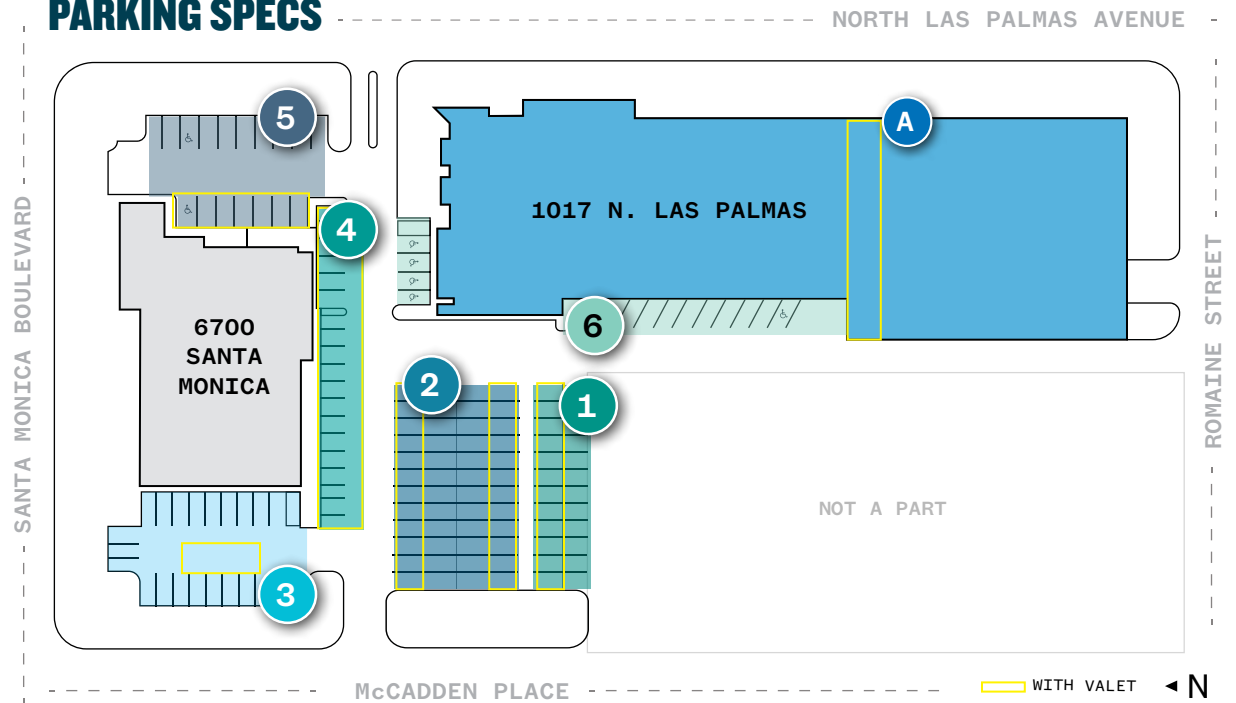 PARKING SPECS
NORTH LAS PALMAS AVENUE
5
A
1017 N. LAS PALMAS
4
SANTA MONICA BOULEVARD
ROMAINE STREET
6700
SANTA
MONICA
6
2
1
NOT A PART
3
McCADDEN PLACE
WITH VALET
N